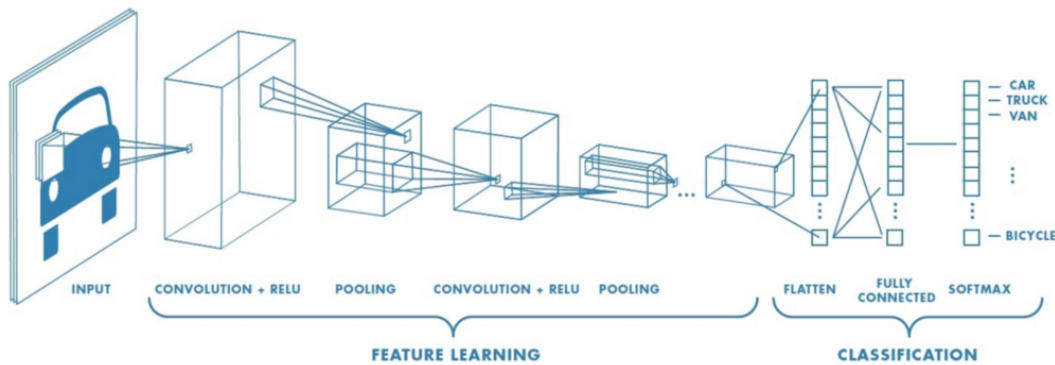 CAR
TRUCK
VAN
BICYCLE
INPUT
CONVOLUTION + RELU
POOLING
CONVOLUTION + RELU
POOLING
FLATTEN
FULLY
CONNECTED
SOFTMAX
FEATURE LEARNING
CLASSIFICATION